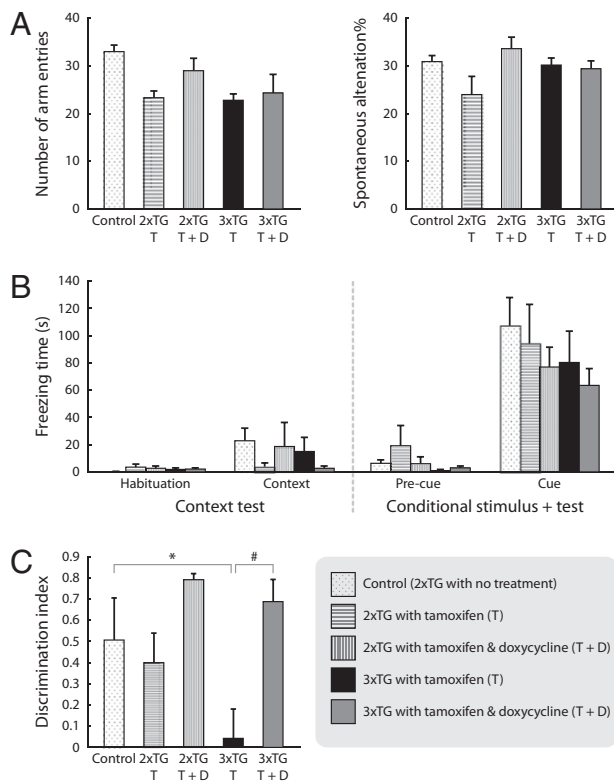 A
Number of arm entries
40
30
20
10
0
Control 2xTG 2xTG 3xTG 3xTG
T T + D T T + D
Spontaneous altenation%
40
30
20
10
0
Control 2xTG 2xTG 3xTG 3xTG
T T + D T T + D
B
Freezing time (s)
140
120
100
80
60
40
20
0
Habituation Context Pre-cue Cue
Context test Conditional stimulus + test
C
Discrimination index
0.9
0.8
0.7
0.6
0.5
0.4
0.3
0.2
0.1
0
* #
Control 2xTG 2xTG 3xTG 3xTG
T T + D T T + D
Control (2xTG with no treatment)
2xTG with tamoxifen (T)
2xTG with tamoxifen & doxycycline (T + D)
3xTG with tamoxifen (T)
3xTG with tamoxifen & doxycycline (T + D)